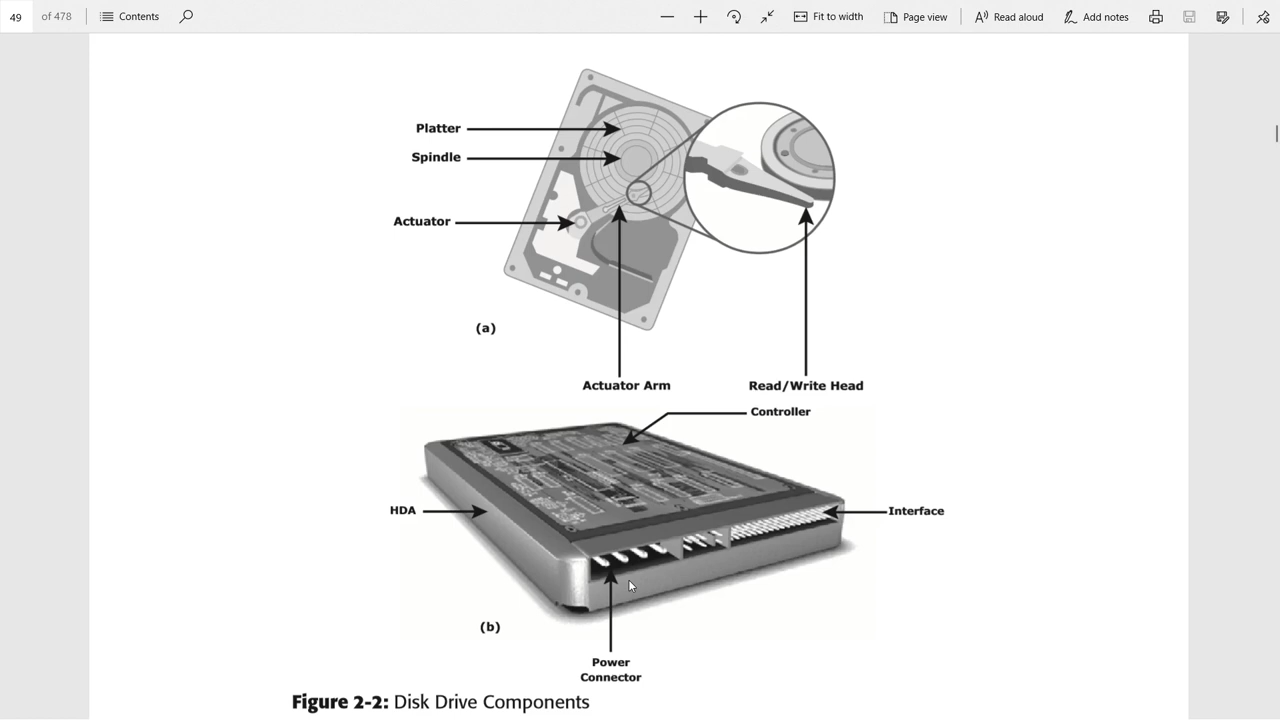 49 of 478 Contents Fit to width Page view Read aloud Add notes
Platter
Spindle
Actuator
(a)
Actuator Arm Read/Write Head
Controller
HDA
Interface
(b)
Power
Connector
Figure 2-2: Disk Drive Components